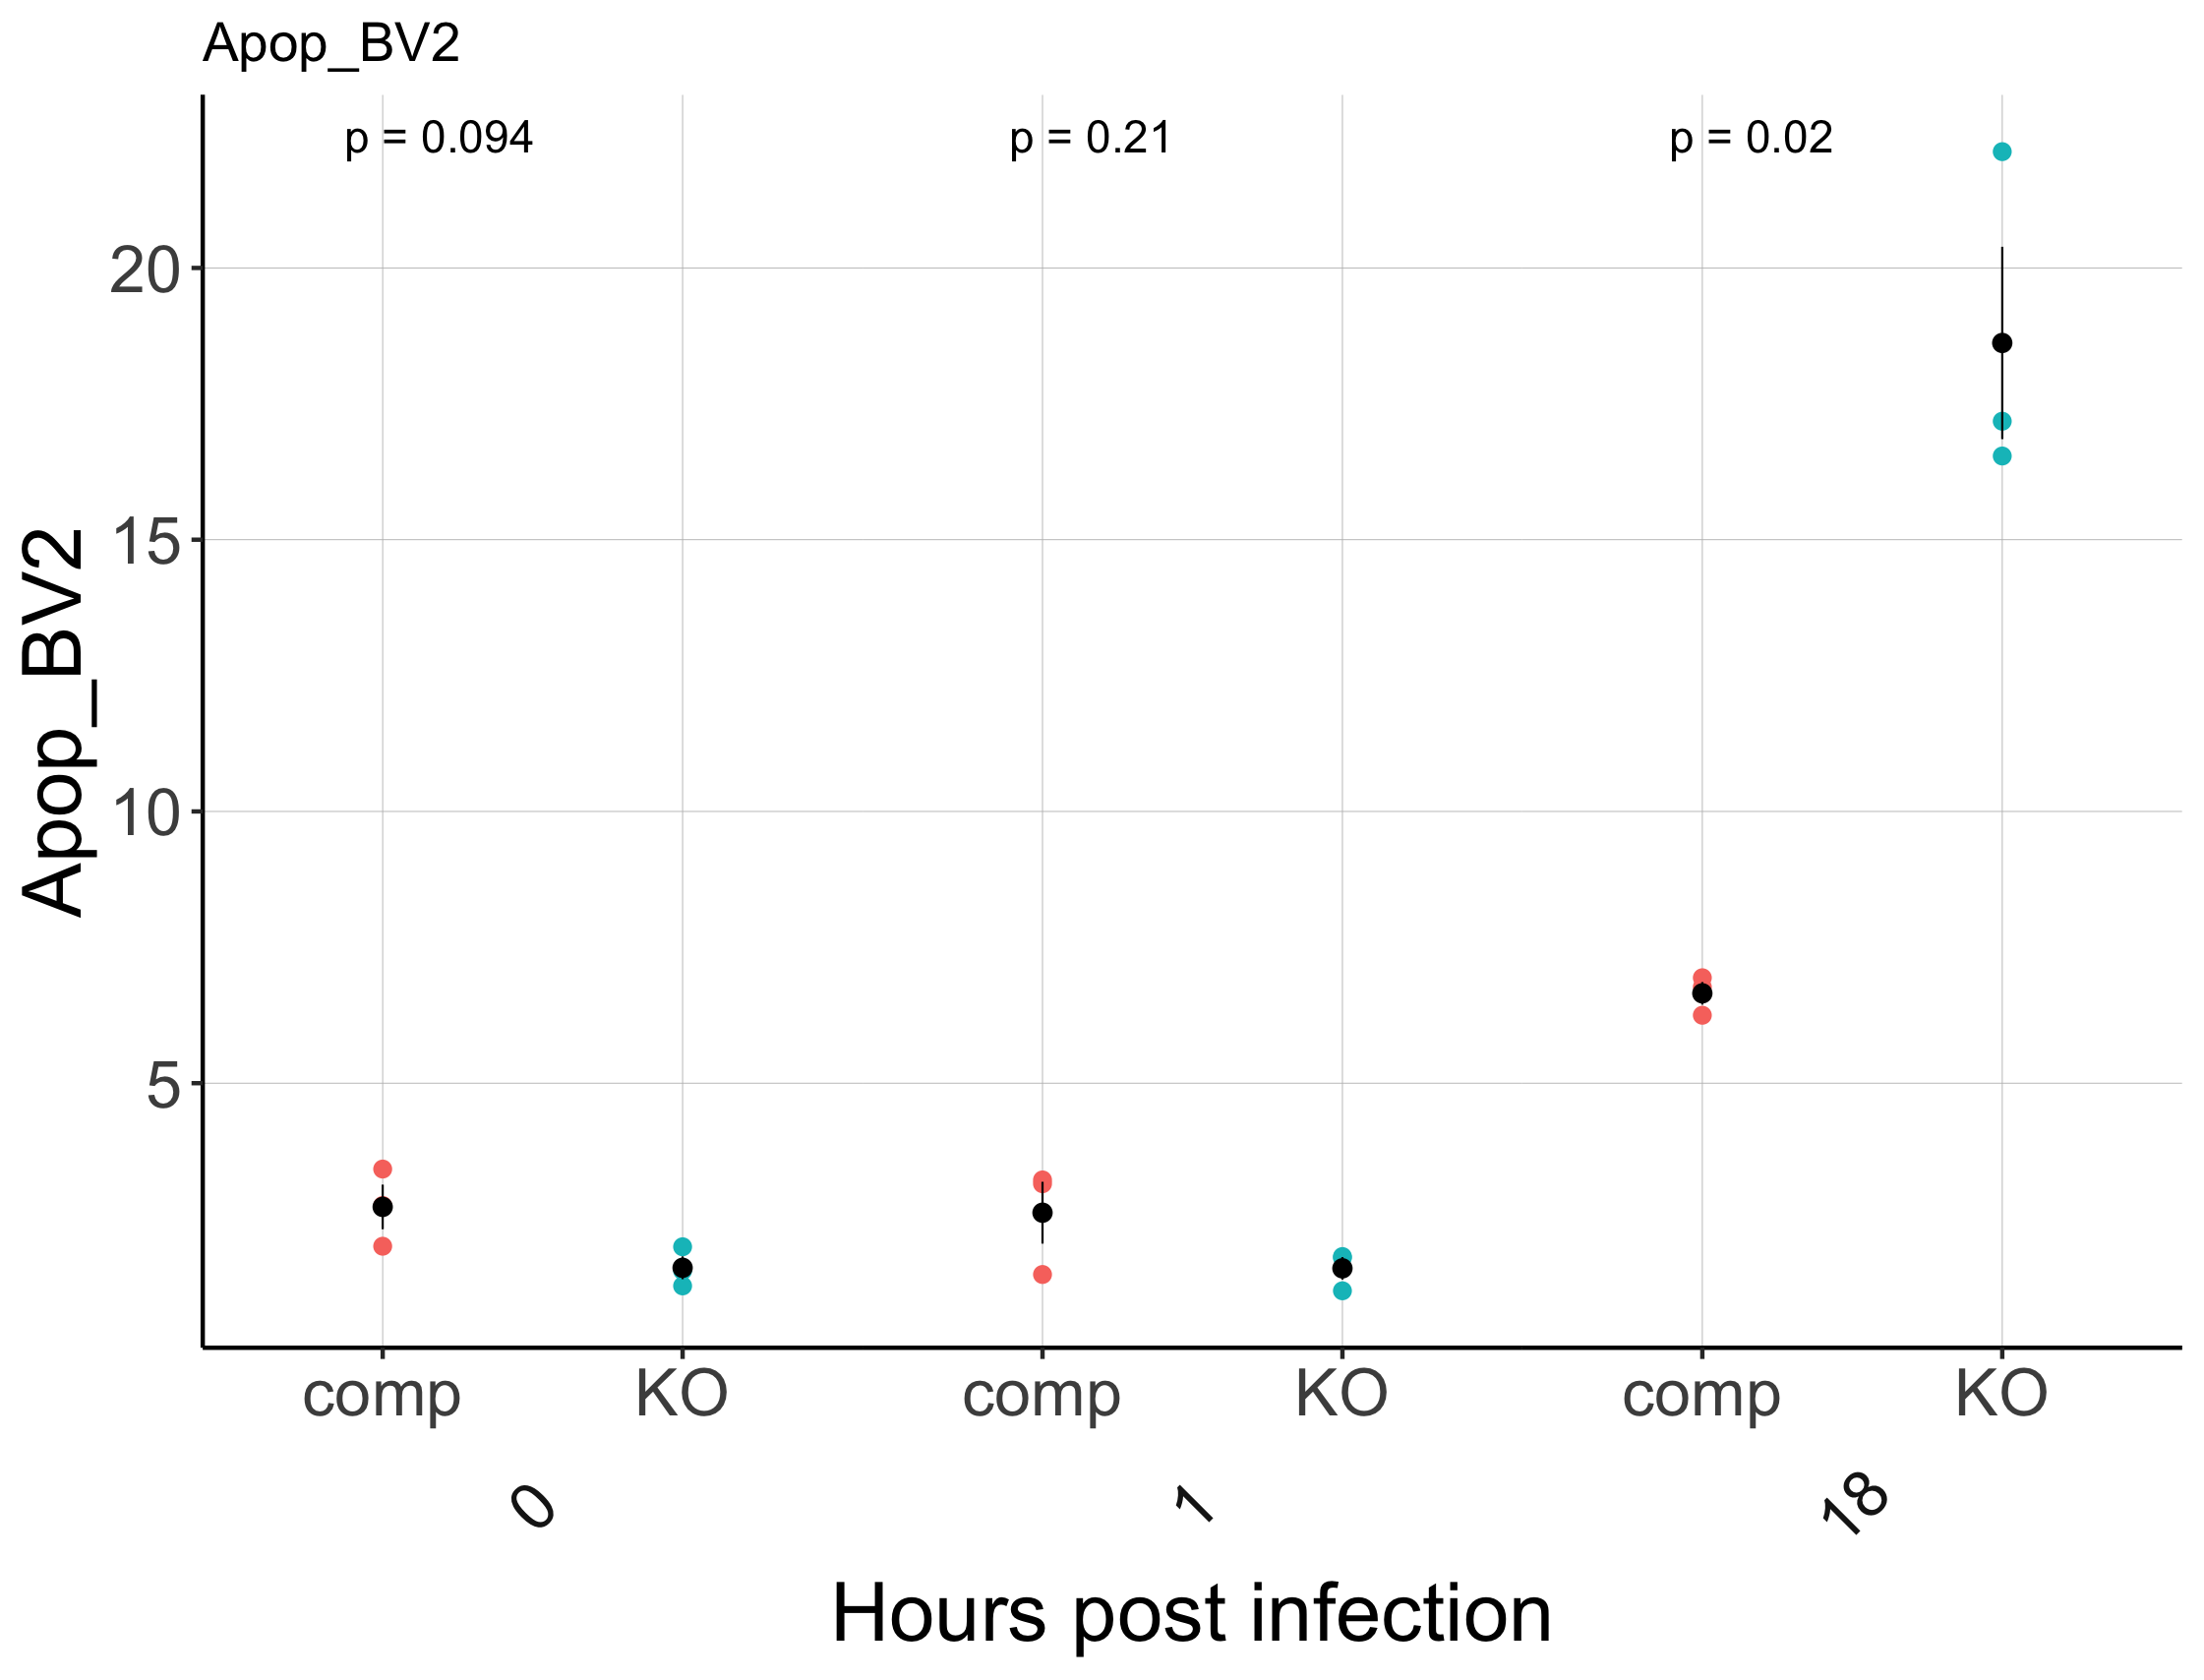 Apop_BV2
p = 0.094
p = 0.21
p = 0.02
Apop_BV2
20
15
10
5
comp KO comp KO comp KO
0 1 18
Hours post infection